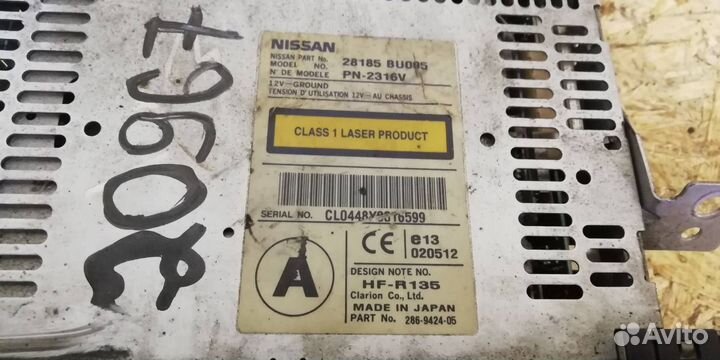 NISSAN
NISSAN PART No. 28185 BU005
MODEL NO.
N° DE MODELE PN-2316V
12V-GROUND
TENSION D'UTILISATION 12V-AU CHASSIS
CLASS 1 LASER PRODUCT
SERIAL NO.
A
CE e13
020512
DESIGN NOTE NO.
HF-R135
Clarion Co., Ltd.
MADE IN JAPAN
PART No. 286-9424-05
20967
Avito